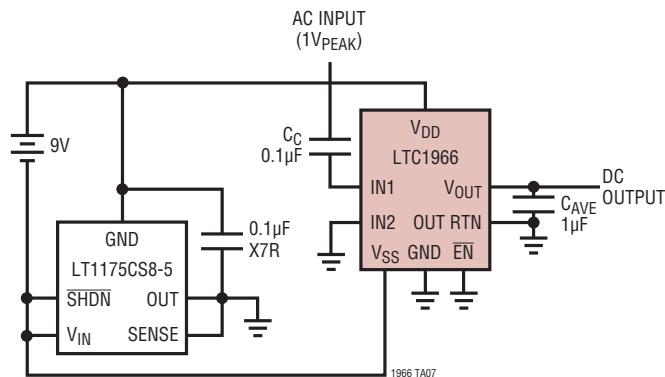 AC INPUT
(1VPEAK)
9V
CC
0.1µF
VDD
LTC1966
IN1
VOUT
IN2
OUT RTN
VSS
GND
EN
DC
OUTPUT
CAVE
1µF
0.1µF
X7R
GND
LT1175CS8-5
SHDN
OUT
VIN
SENSE
1966 TA07